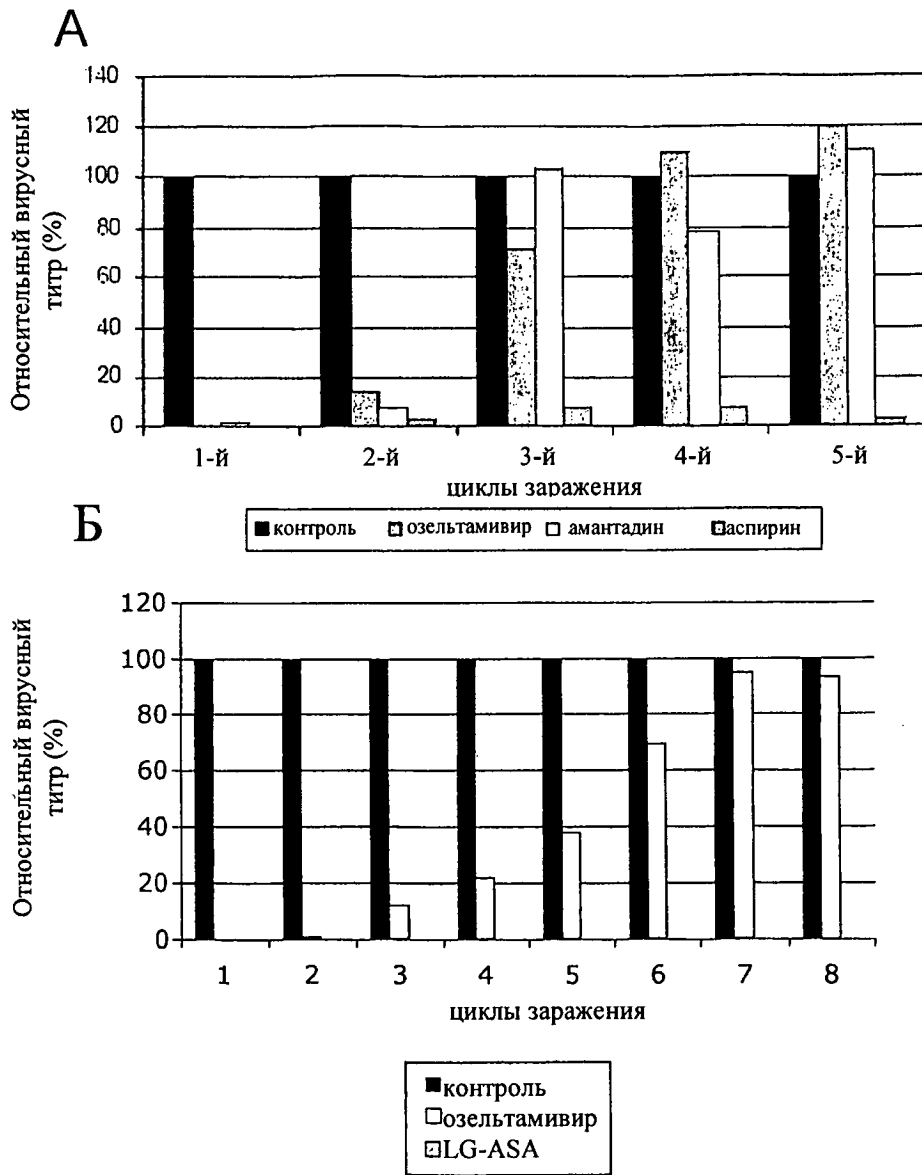 А
140
120
100
80
60
40
20
0
Относительный вирусный
титр (%)
1-й 2-й 3-й 4-й 5-й
циклы заражения
контроль озельтамивир амантадин аспирин
Б
120
100
80
60
40
20
0
Относительный вирусный
титр (%)
1 2 3 4 5 6 7 8
циклы заражения
контроль
озельтамивир
LG-ASA